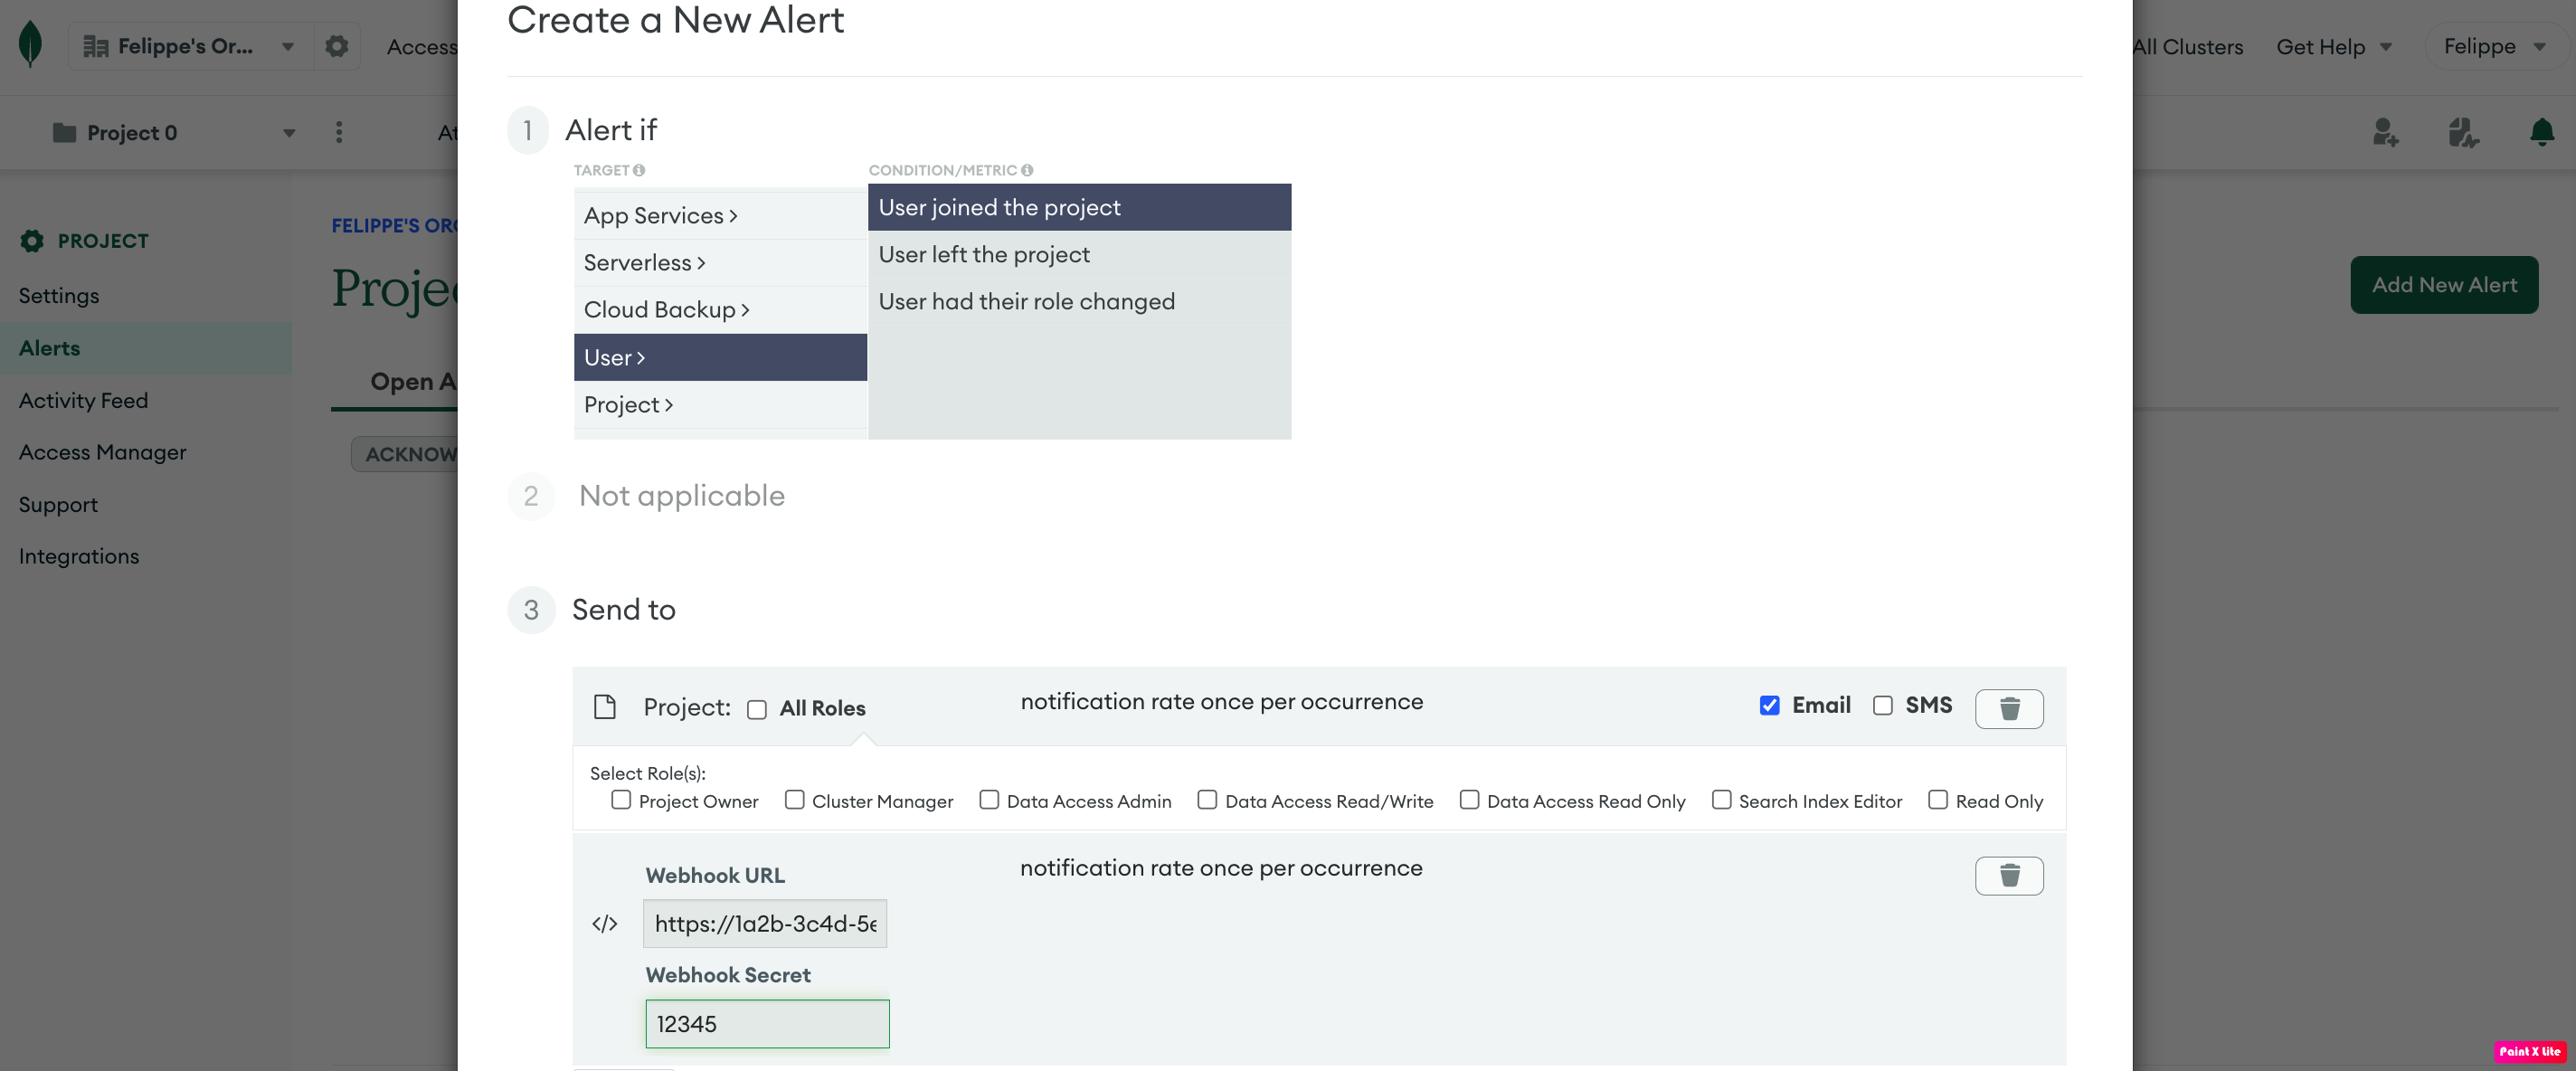 Create a New Alert
Felippe's Or...
Access
All Clusters
Get Help
Felippe
Project 0
1 Alert if
TARGET
CONDITION/METRIC
App Services
Serverless
Cloud Backup
User
Project
User joined the project
User left the project
User had their role changed
FELIPPE'S
PROJECT
Settings
Alerts
Activity Feed
Access Manager
Support
Integrations
Open
Add New Alert
2 Not applicable
3 Send to
Project: All Roles
notification rate once per occurrence
Email SMS
Select Role(s):
Project Owner Cluster Manager Data Access Admin Data Access Read/Write Data Access Read Only Search Index Editor Read Only
Webhook URL
notification rate once per occurrence
</> https://1a2b-3c4d-5e
Webhook Secret
12345
Paint X Lite